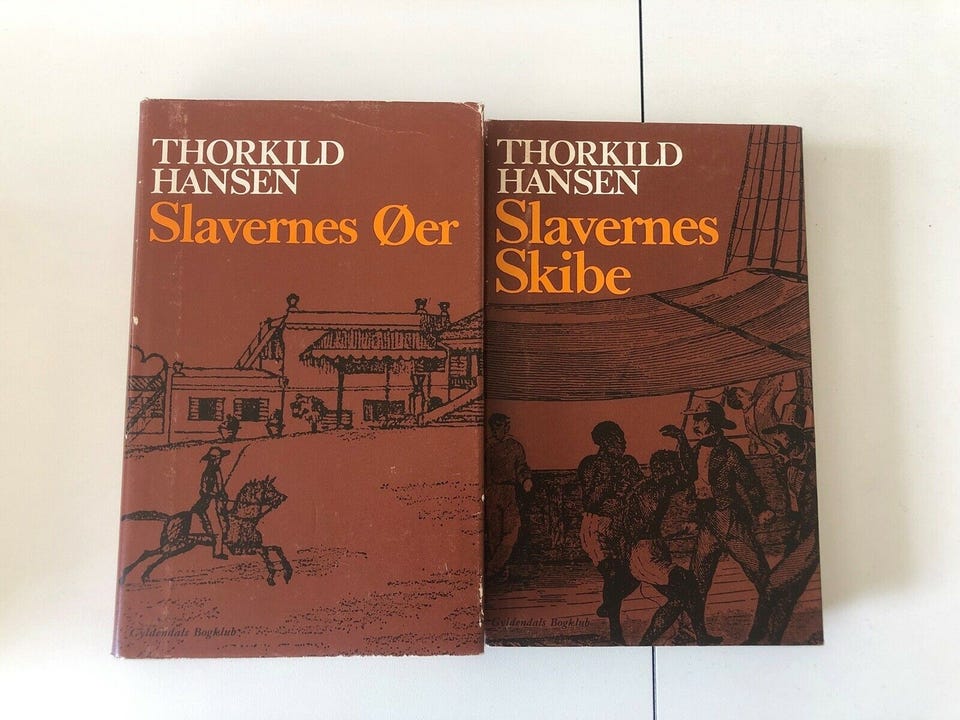 THORKILD
HANSEN
Slavernes Øer
Gyldendals Bogklub
THORKILD
HANSEN
Slavernes
Skibe
Gyldendals Bogklub